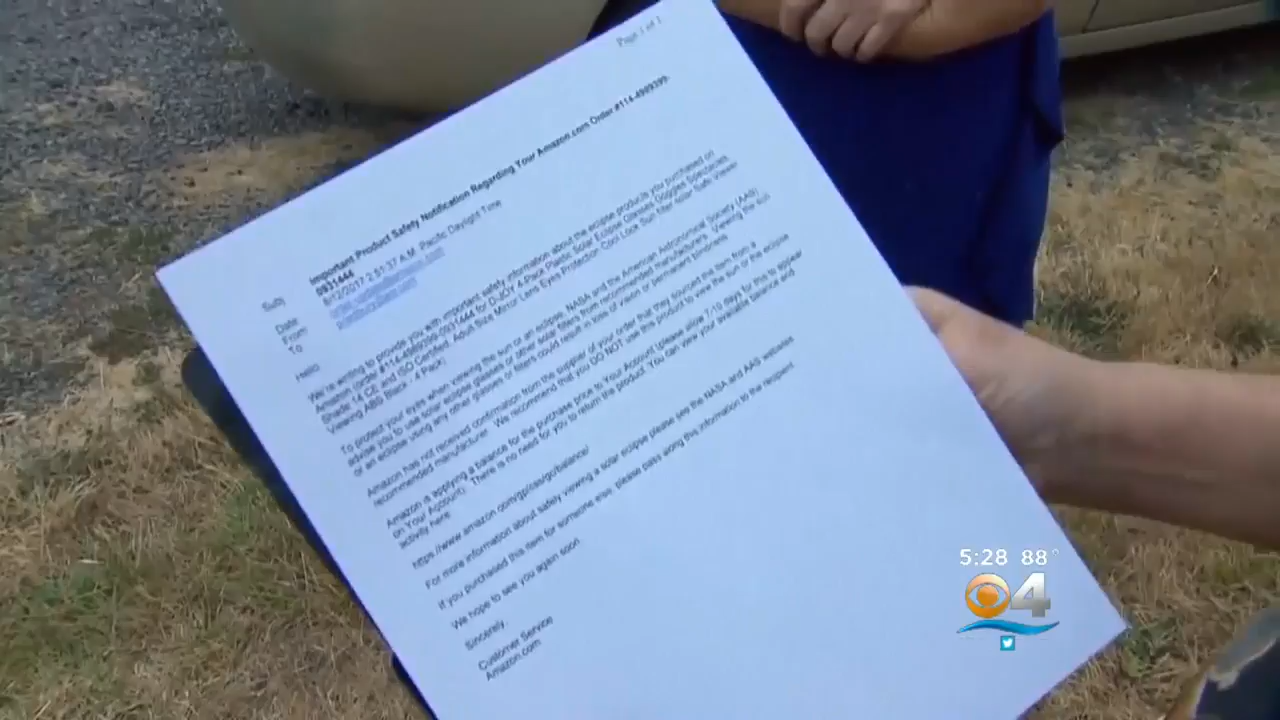 Page 1 of 1
Subj: Important Product Safety Notification Regarding Your Amazon.com Order #114-4989399-
0931444
Date: 8/12/2017 2:51:37 A.M. Pacific Daylight Time
From:
To:
Hello,
We're writing to provide you with important safety information about the eclipse products you purchased on
Amazon (order #114-4989399-0931444 for D-JOY 4-Pack Plastic Solar Eclipse Glasses Goggles Spectacles
Shade 14 CE and ISO Certified, Adult Size Mirror Lens Eyes Protection Cool Lock Sun filter solar Safe Viewer
Viewing ABS Black - 4 Pack).
To protect your eyes when viewing the sun or an eclipse, NASA and the American Astronomical Society (AAS)
advise you to use solar eclipse glasses or other solar filters from recommended manufacturers. Viewing the sun
or an eclipse using any other glasses or filters could result in loss of vision or permanent blindness.
Amazon has not received confirmation from the supplier of your order that they sourced the item from a
recommended manufacturer. We recommend that you DO NOT use this product to view the sun or the eclipse.
Amazon is applying a balance for the purchase price to Your Account (please allow 7-10 days for this to appear
on Your Account). There is no need for you to return the product. You can view your available balance and
activity here:
https://www.amazon.com/gp/css/go/balance/
For more information about safely viewing a solar eclipse please see the NASA and AAS websites
If you purchased this item for someone else, please pass along this information to the recipient
We hope to see you again soon
Sincerely,
Customer Service
Amazon.com
5:28 88°
4